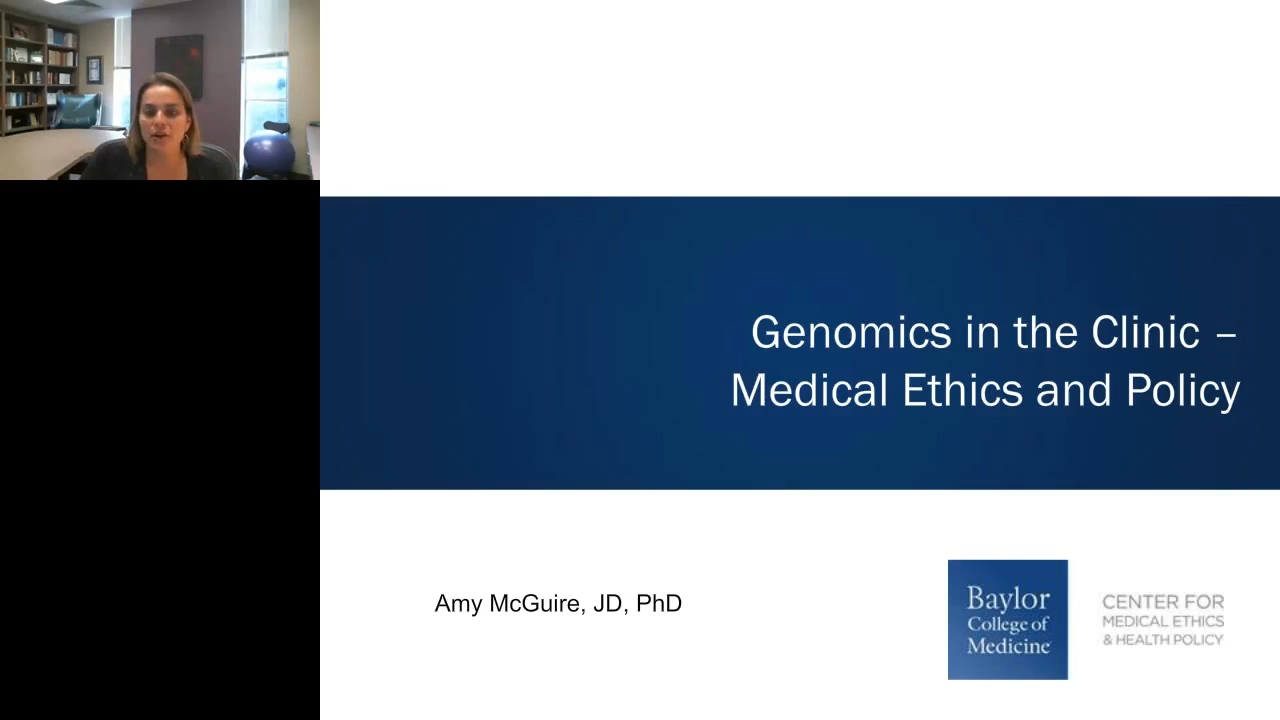 Genomics in the Clinic –
Medical Ethics and Policy
Amy McGuire, JD, PhD
Baylor
College of
Medicine
CENTER FOR
MEDICAL ETHICS
& HEALTH POLICY